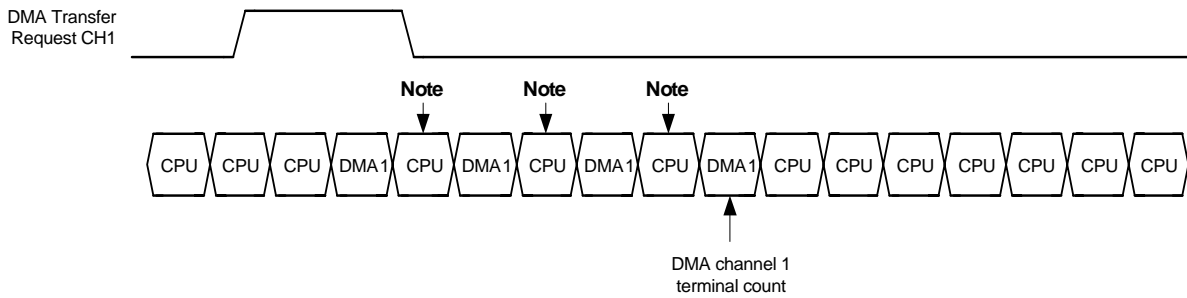 DMA Transfer
Request CH1
Note Note Note
CPU CPU CPU DMA1 CPU DMA1 CPU DMA1 CPU DMA1 CPU CPU CPU CPU CPU CPU CPU
DMA channel 1
terminal count